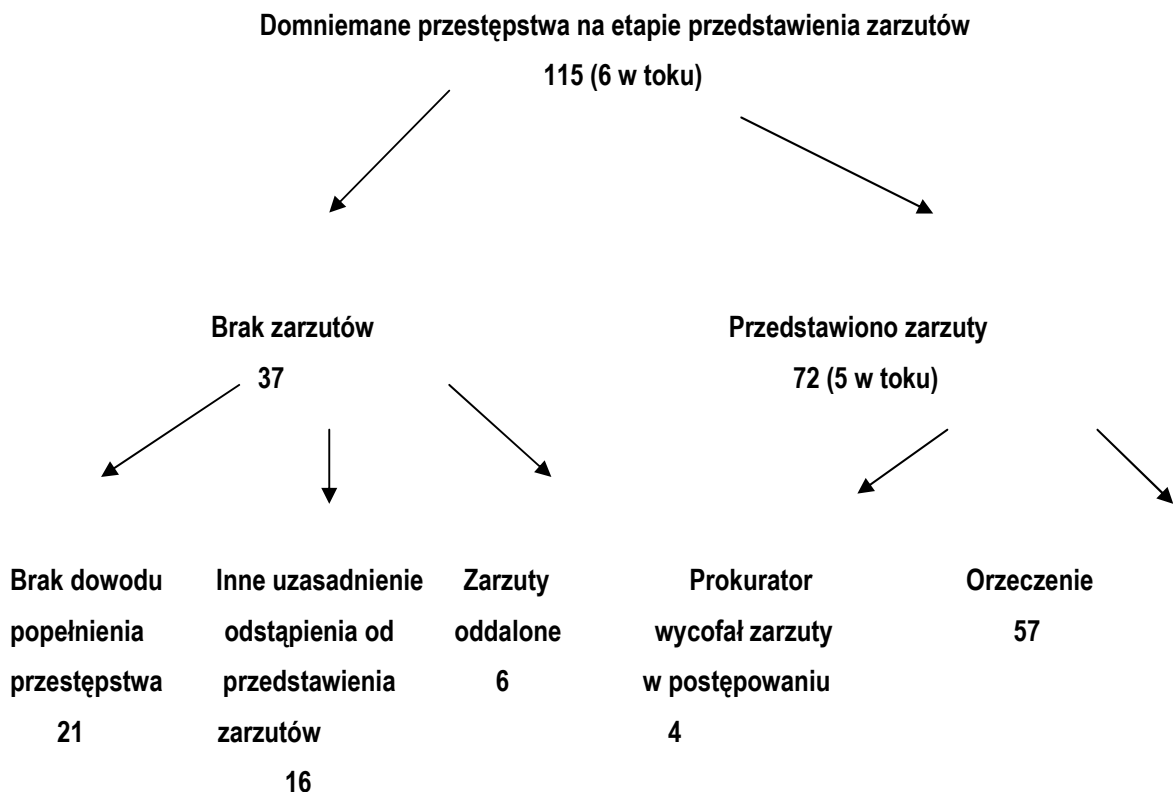 Domniemane przestępstwa na etapie przedstawienia zarzutów
115 (6 w toku)
Brak zarzutów
37
Przedstawiono zarzuty
72 (5 w toku)
Brak dowodu
popełnienia
przestępstwa
21
Inne uzasadnienie
odstąpienia od
przedstawienia
zarzutów
16
Zarzuty
oddalone
6
Prokurator
wycofał zarzuty
w postępowaniu
4
Orzeczenie
57